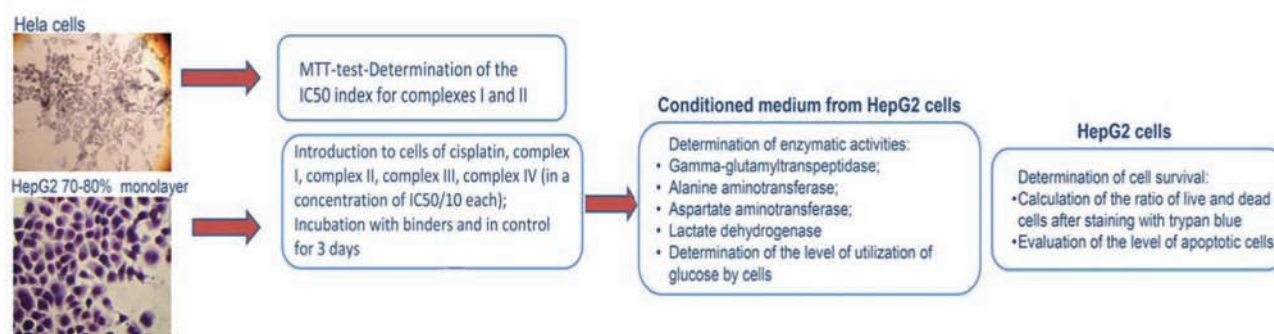 Hela cells
MTT-test-Determination of the
IC50 index for complexes I and II
HepG2 70-80% monolayer
Introduction to cells of cisplatin, complex
I, complex II, complex III, complex IV (in a
concentration of IC50/10 each);
Incubation with binders and in control
for 3 days
Conditioned medium from HepG2 cells
Determination of enzymatic activities:
• Gamma-glutamyltranspeptidase;
• Alanine aminotransferase;
• Aspartate aminotransferase;
• Lactate dehydrogenase
• Determination of the level of utilization of
glucose by cells
HepG2 cells
Determination of cell survival:
•Calculation of the ratio of live and dead
cells after staining with trypan blue
•Evaluation of the level of apoptotic cells